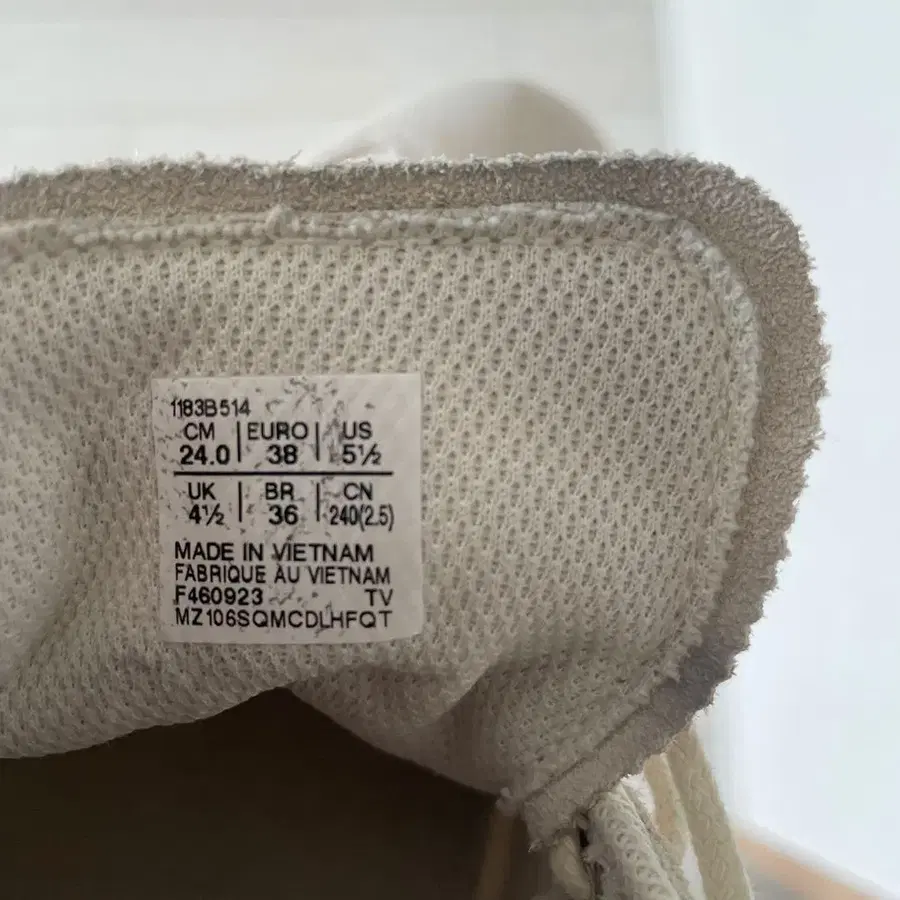 1183B514
CM | EURO | US
24.0 | 38 | 5½
UK | BR | CN
4½ | 36 | 240(2.5)
MADE IN VIETNAM
FABRIQUE AU VIETNAM
F460923 TV
MZ106SQMCDLHFQT